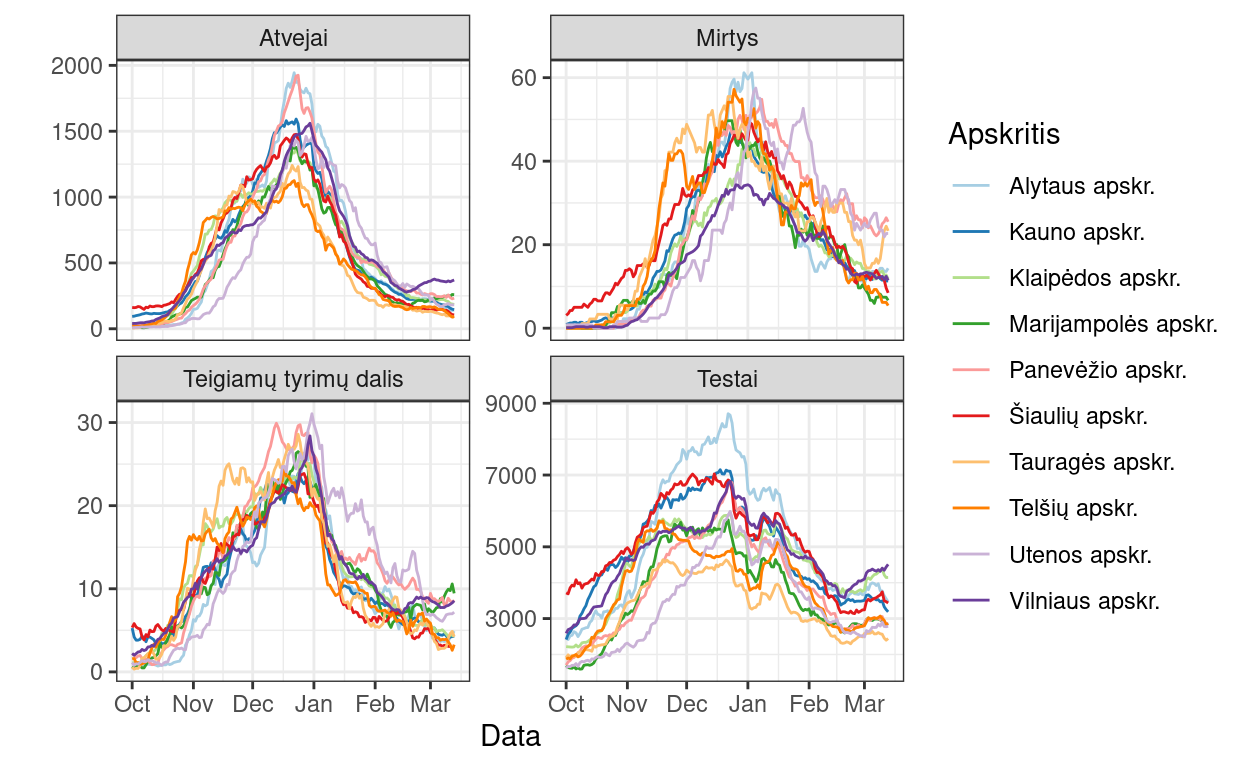 Atvejai
Mirtys
2000
1500
1000
500
0
60
40
20
0
Teigiamų tyrimų dalis
Testai
30
20
10
0
9000
7000
5000
3000
Oct Nov Dec Jan Feb Mar
Oct Nov Dec Jan Feb Mar
Data
Apskritis
Alytaus apskr.
Kauno apskr.
Klaipėdos apskr.
Marijampolės apskr.
Panevėžio apskr.
Šiaulių apskr.
Tauragės apskr.
Telšių apskr.
Utenos apskr.
Vilniaus apskr.